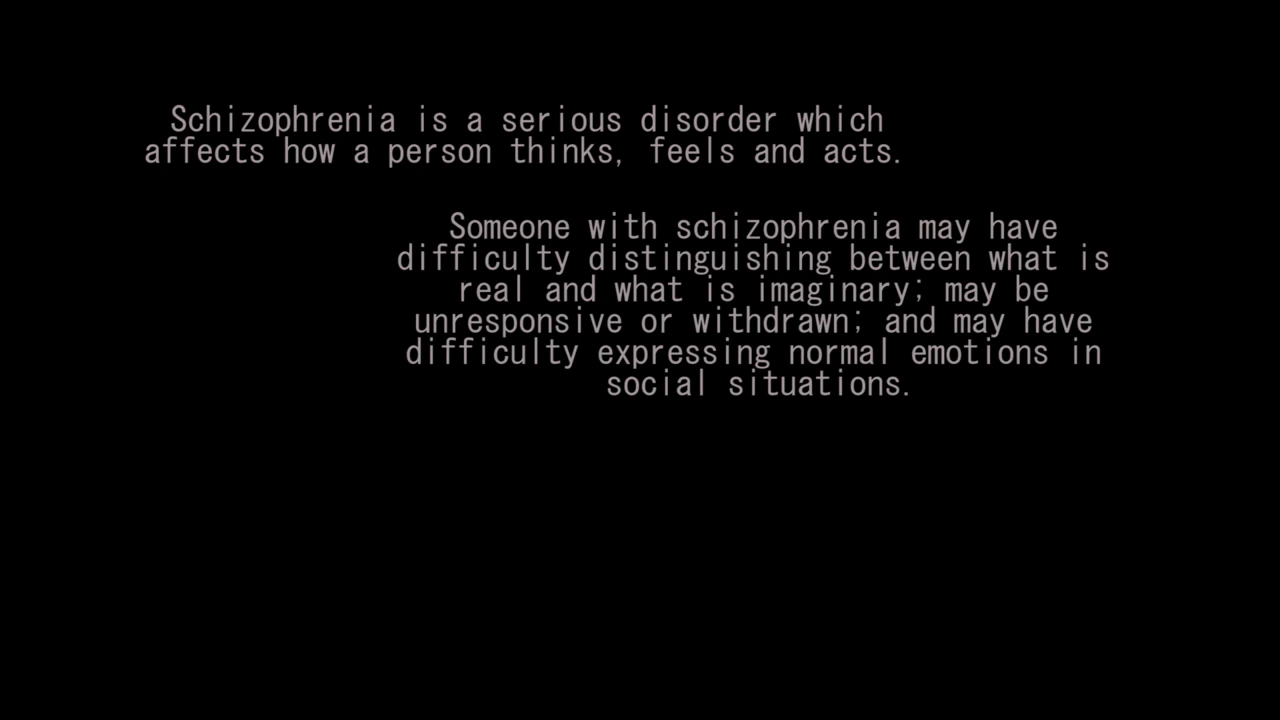 Schizophrenia is a serious disorder which
affects how a person thinks, feels and acts.
Someone with schizophrenia may have
difficulty distinguishing between what is
real and what is imaginary; may be
unresponsive or withdrawn; and may have
difficulty expressing normal emotions in
social situations.